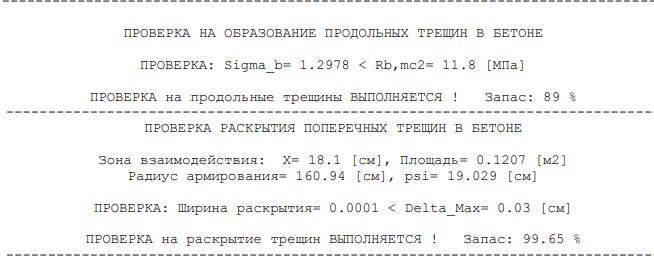 ПРОВЕРКА НА ОБРАЗОВАНИЕ ПРОДОЛЬНЫХ ТРЕЩИН В БЕТОНЕ
ПРОВЕРКА: Sigma_b= 1.2978 < Rb,mc2= 11.8 [МПа]
ПРОВЕРКА на продольные трещины ВЫПОЛНЯЕТСЯ ! Запас: 89 %
ПРОВЕРКА РАСКРЫТИЯ ПОПЕРЕЧНЫХ ТРЕЩИН В БЕТОНЕ
Зона взаимодействия: X= 18.1 [см], Площадь= 0.1207 [м2]
Радиус армирования= 160.94 [см], psi= 19.029 [см]
ПРОВЕРКА: Ширина раскрытия= 0.0001 < Delta_Max= 0.03 [см]
ПРОВЕРКА на раскрытие трещин ВЫПОЛНЯЕТСЯ ! Запас: 99.65 %